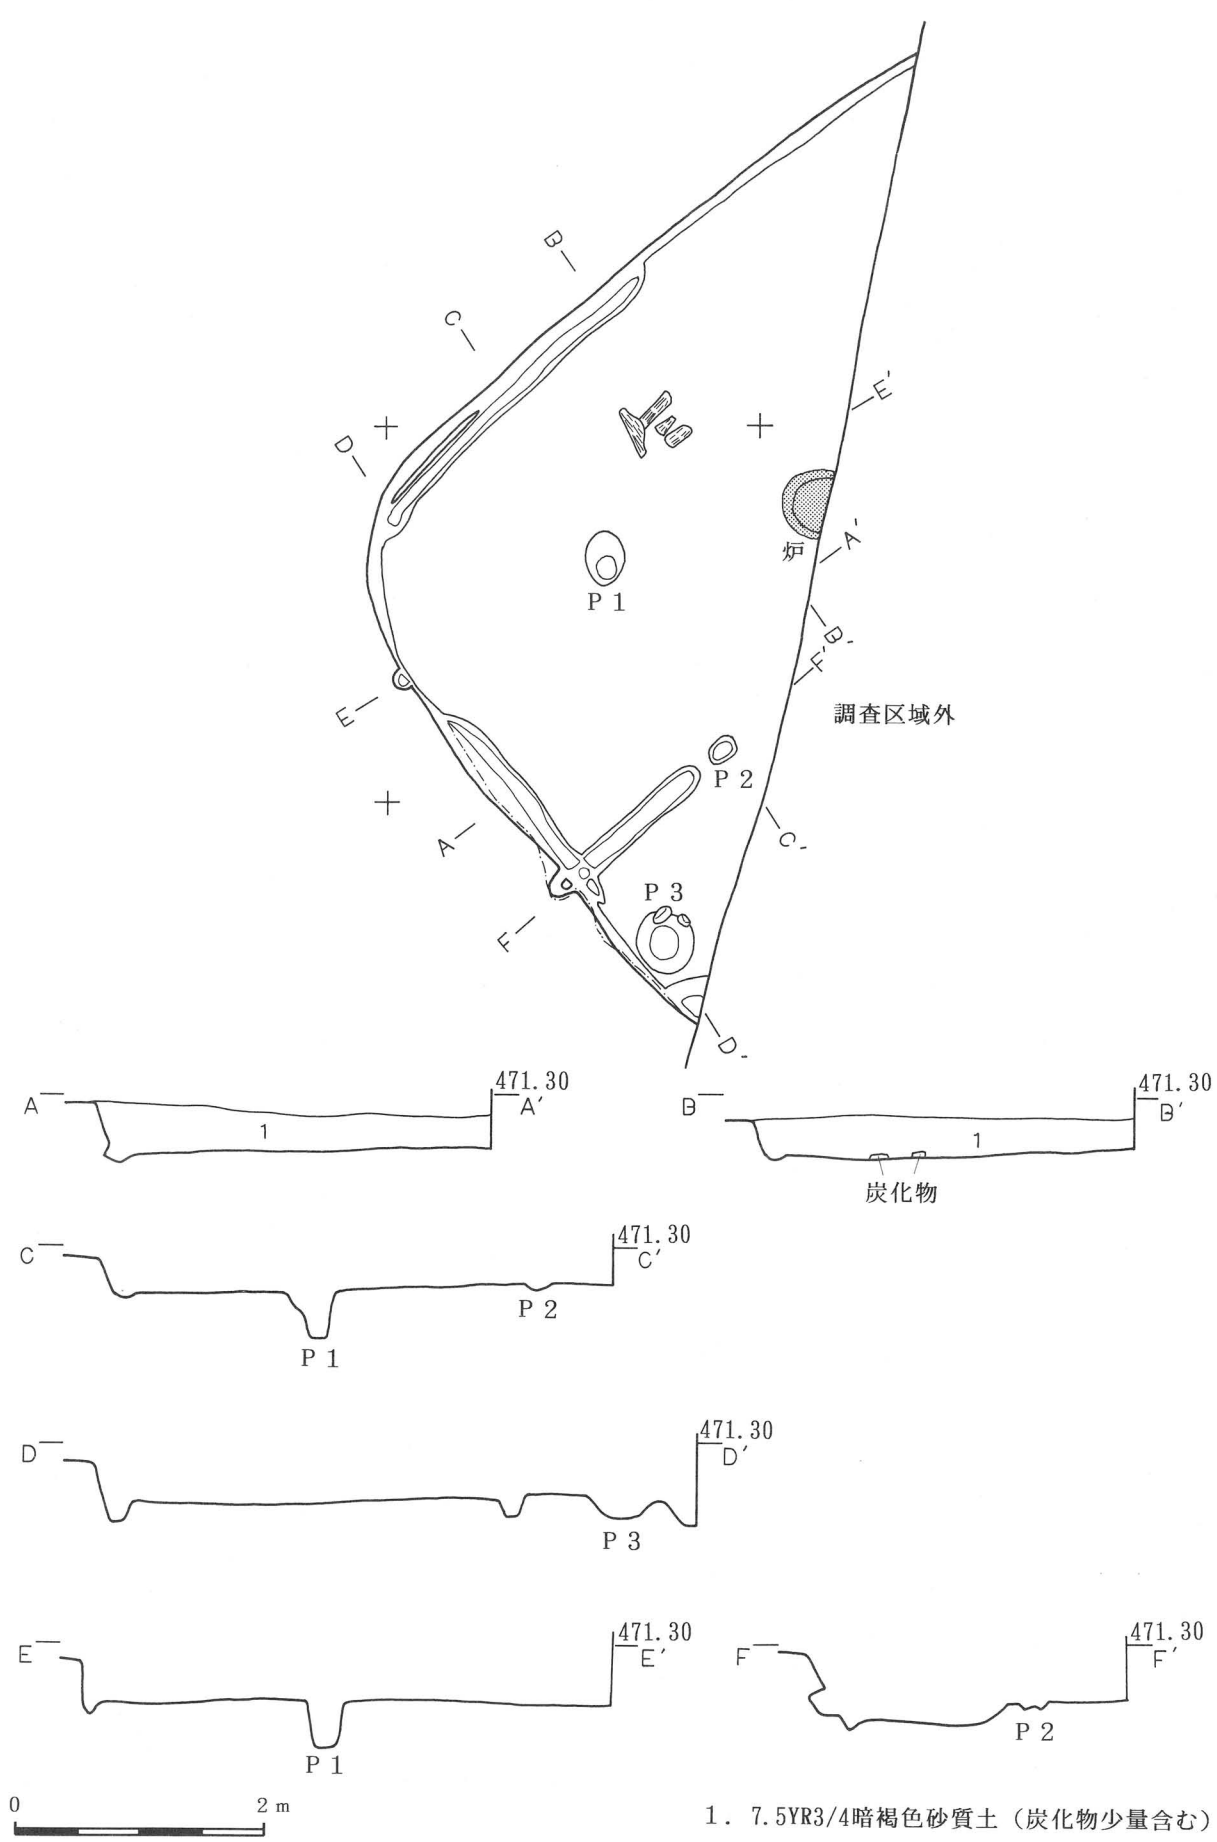 B
C
E'
D
炉
A'
P 1
B'
F'
E
調査区域外
P 2
A
C'
P 3
F
D'
A
471.30
A'
1
B
471.30
B'
1
炭化物
C
471.30
C'
P 2
P 1
D
471.30
D'
P 3
E
471.30
E'
P 1
F
471.30
F'
P 2
0 2 m
1. 7.5YR3/4暗褐色砂質土（炭化物少量含む）